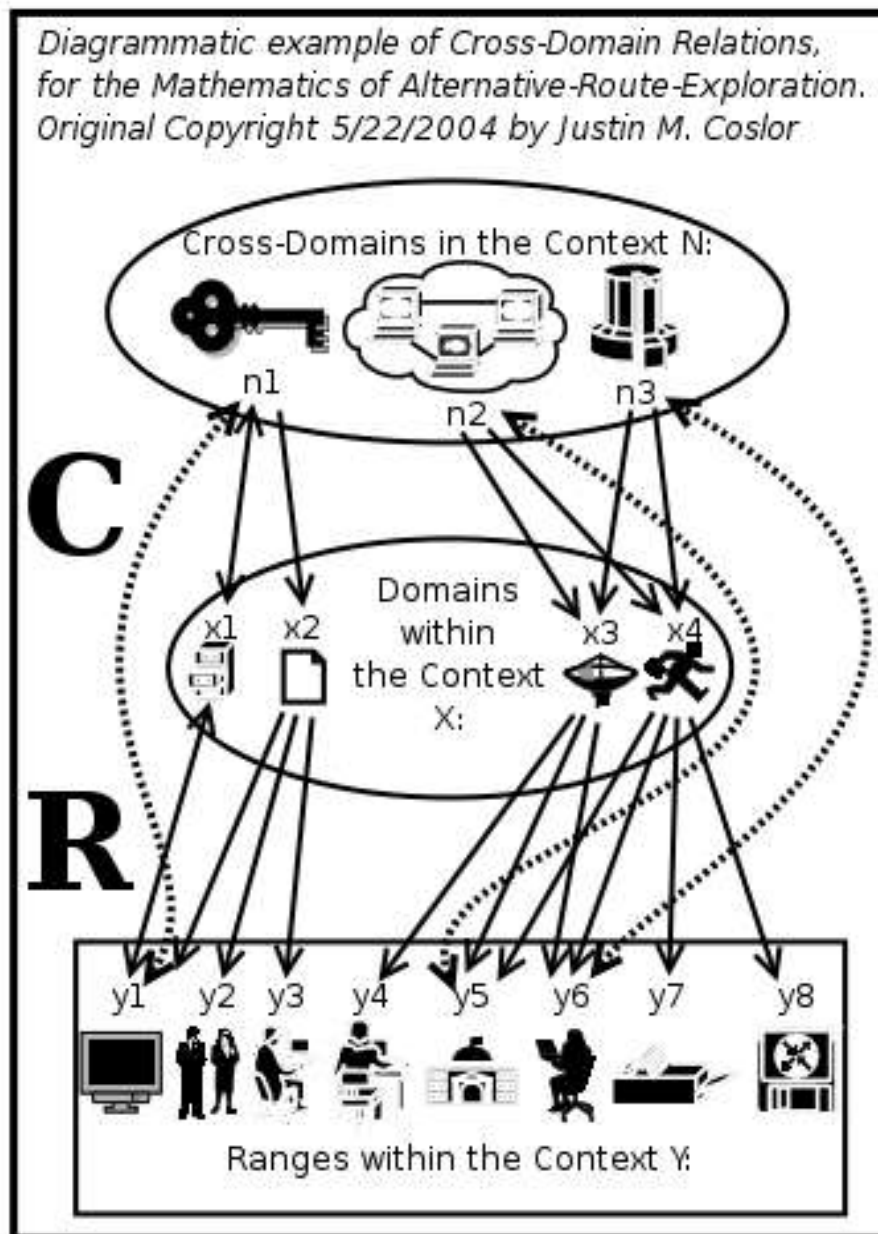 Diagrammatic example of Cross-Domain Relations,
for the Mathematics of Alternative-Route-Exploration.
Original Copyright 5/22/2004 by Justin M. Coslor
Cross-Domains in the Context N:
n1
n2
n3
C
Domains
within
the Context
X:
x1
x2
x3
x4
R
y1
y2
y3
y4
y5
y6
y7
y8
Ranges within the Context Y: